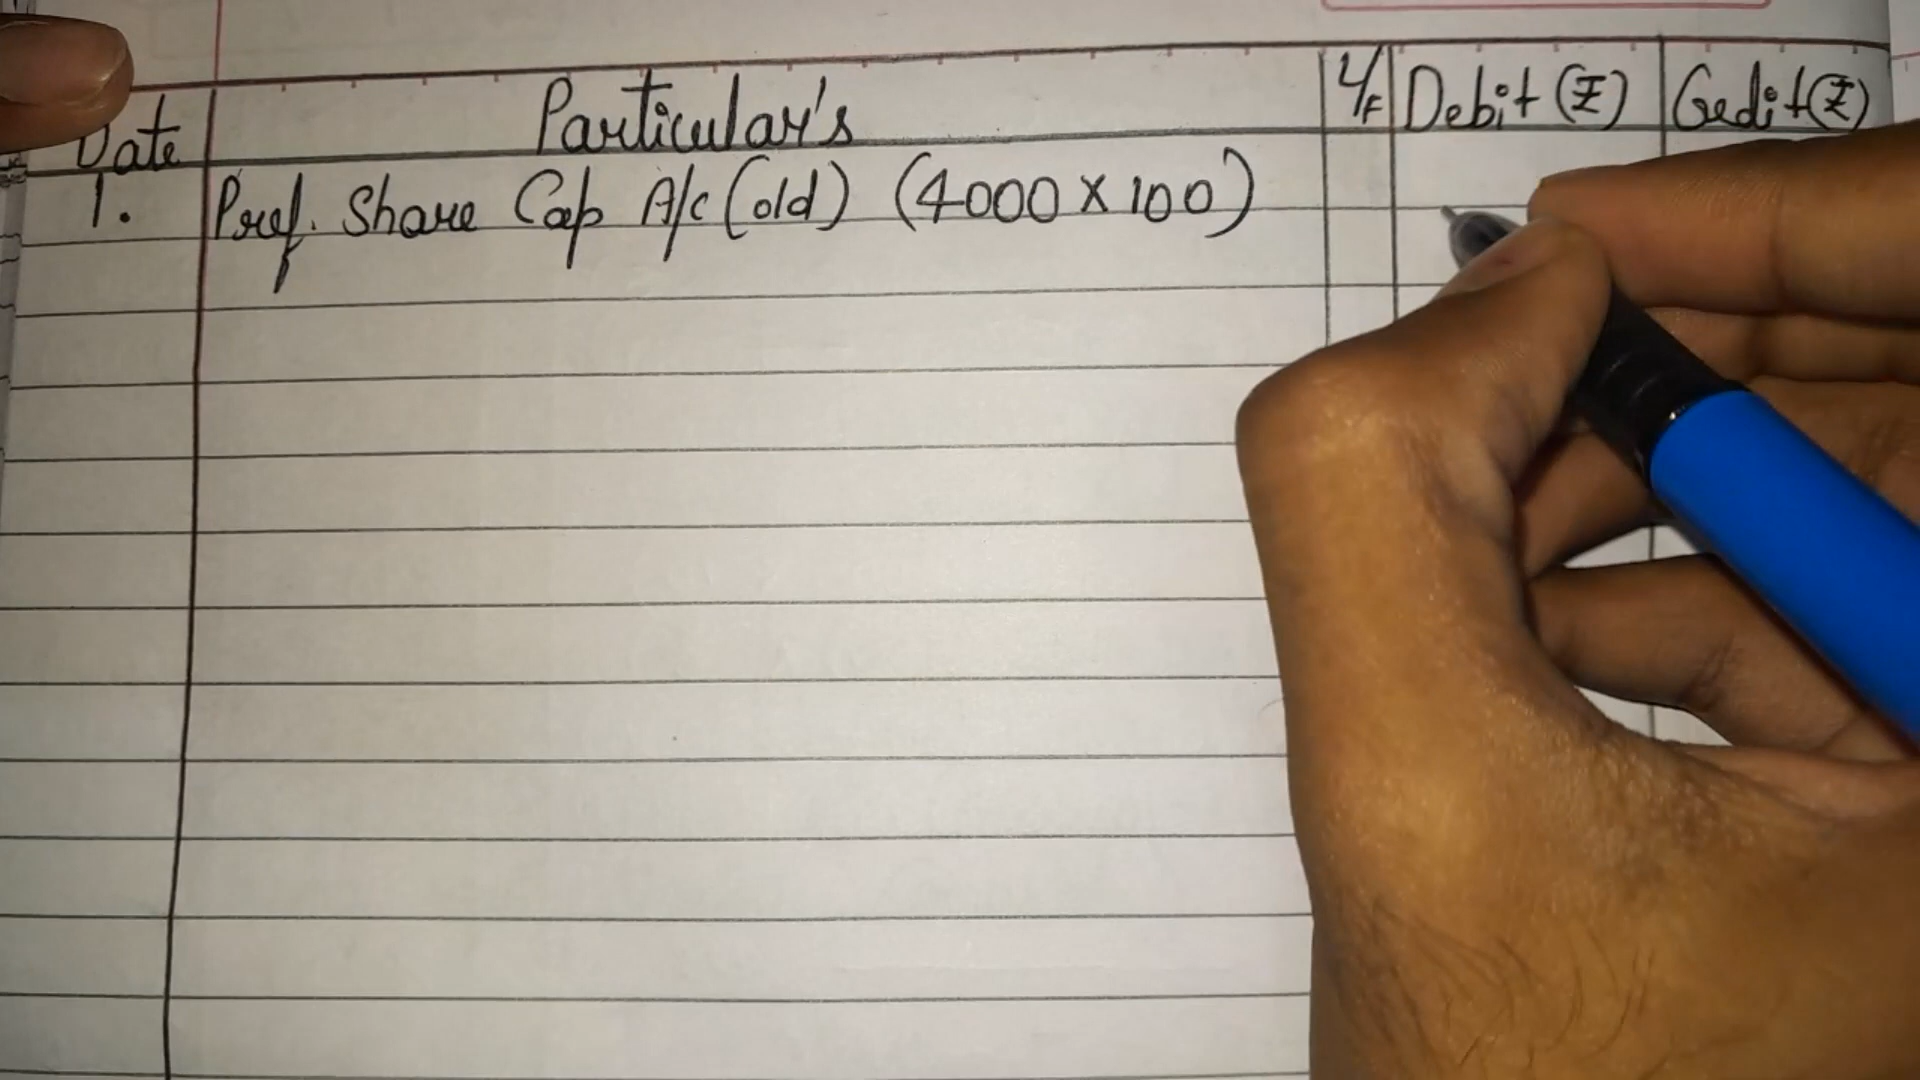 Date Particular's L/F Debit (₹) Credit (₹)
1. Pref. Share Cap A/c (old) (4000 × 100)